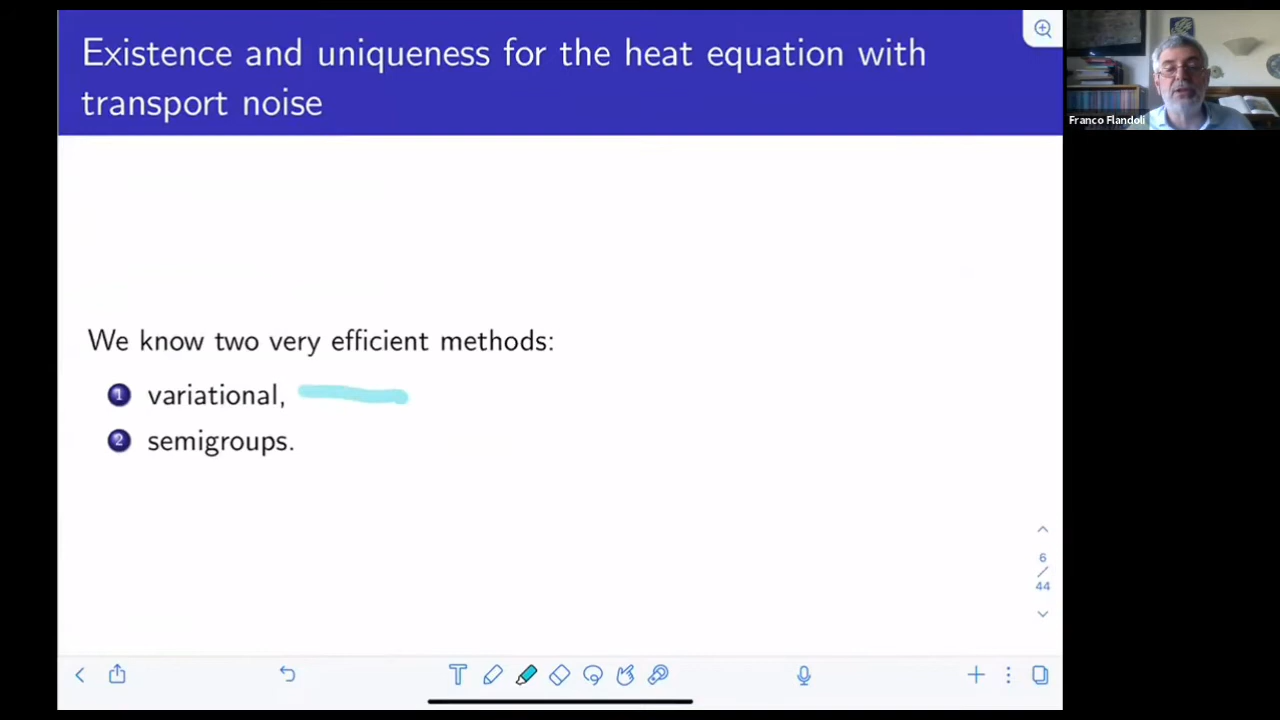 Existence and uniqueness for the heat equation with
transport noise
Franco Flandoli
We know two very efficient methods:
1 variational,
2 semigroups.
6
/
44
T